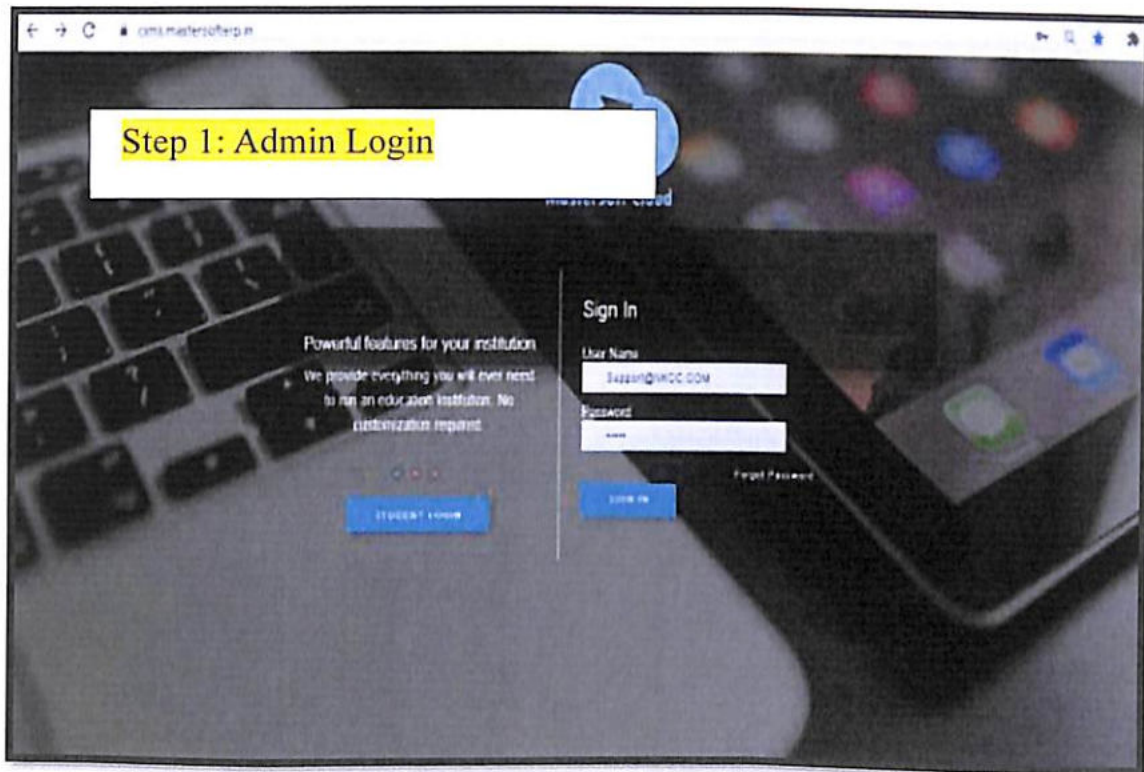 Step 1: Admin Login
Cloud
Sign In
Powerful features for your institution
We provide everything you will ever need
to run an education institution. No
customization required.
User Name
Password
Forgot Password
SIGN IN
STUDENT LOGIN